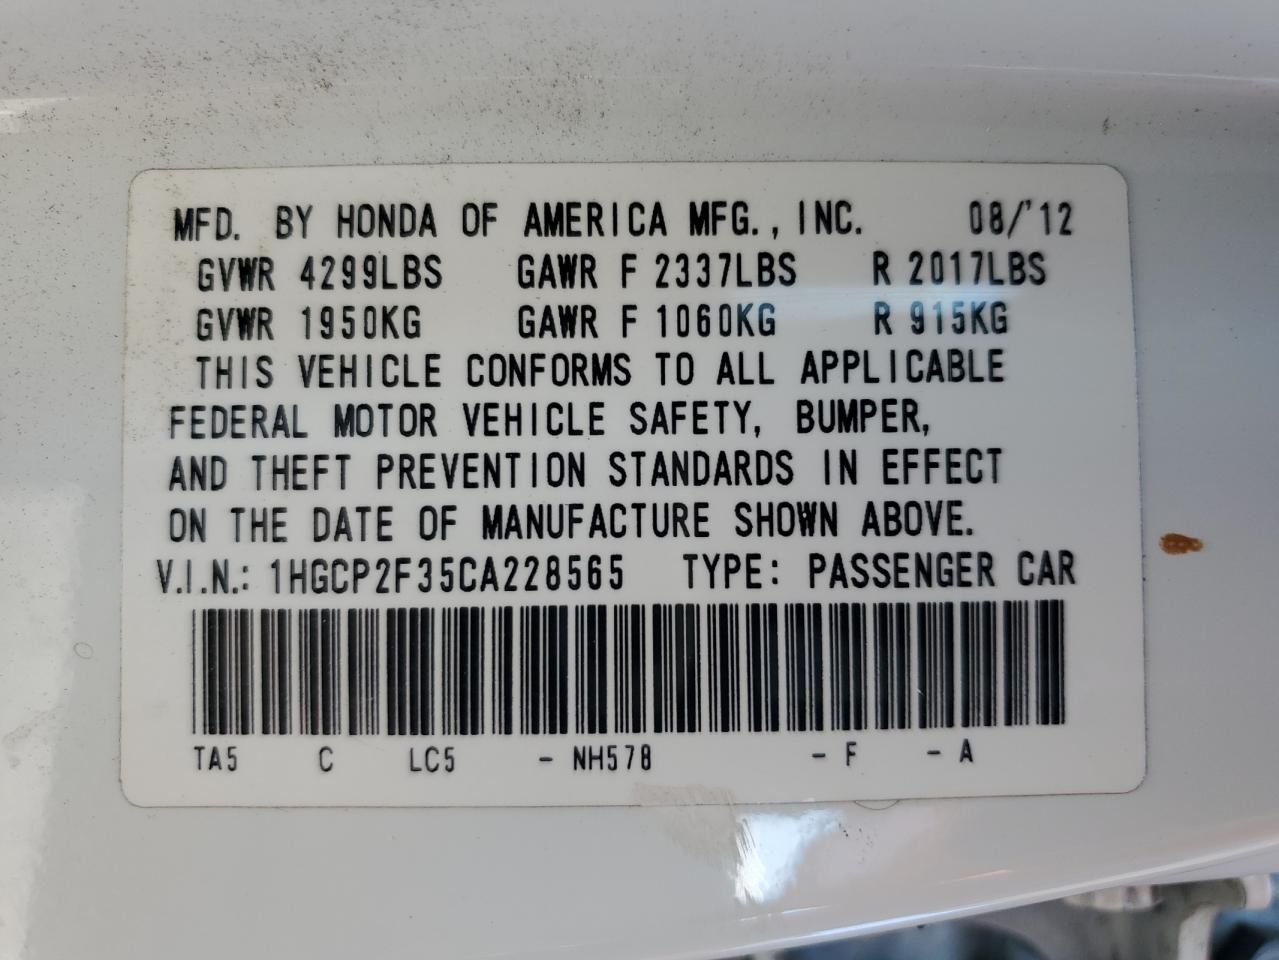 MFD. BY HONDA OF AMERICA MFG., INC. 08/'12
GVWR 4299LBS GAWR F 2337LBS R 2017LBS
GVWR 1950KG GAWR F 1060KG R 915KG
THIS VEHICLE CONFORMS TO ALL APPLICABLE
FEDERAL MOTOR VEHICLE SAFETY, BUMPER,
AND THEFT PREVENTION STANDARDS IN EFFECT
ON THE DATE OF MANUFACTURE SHOWN ABOVE.
V.I.N.: 1HGCP2F35CA228565 TYPE: PASSENGER CAR
TA5 C LC5 - NH578 - F - A